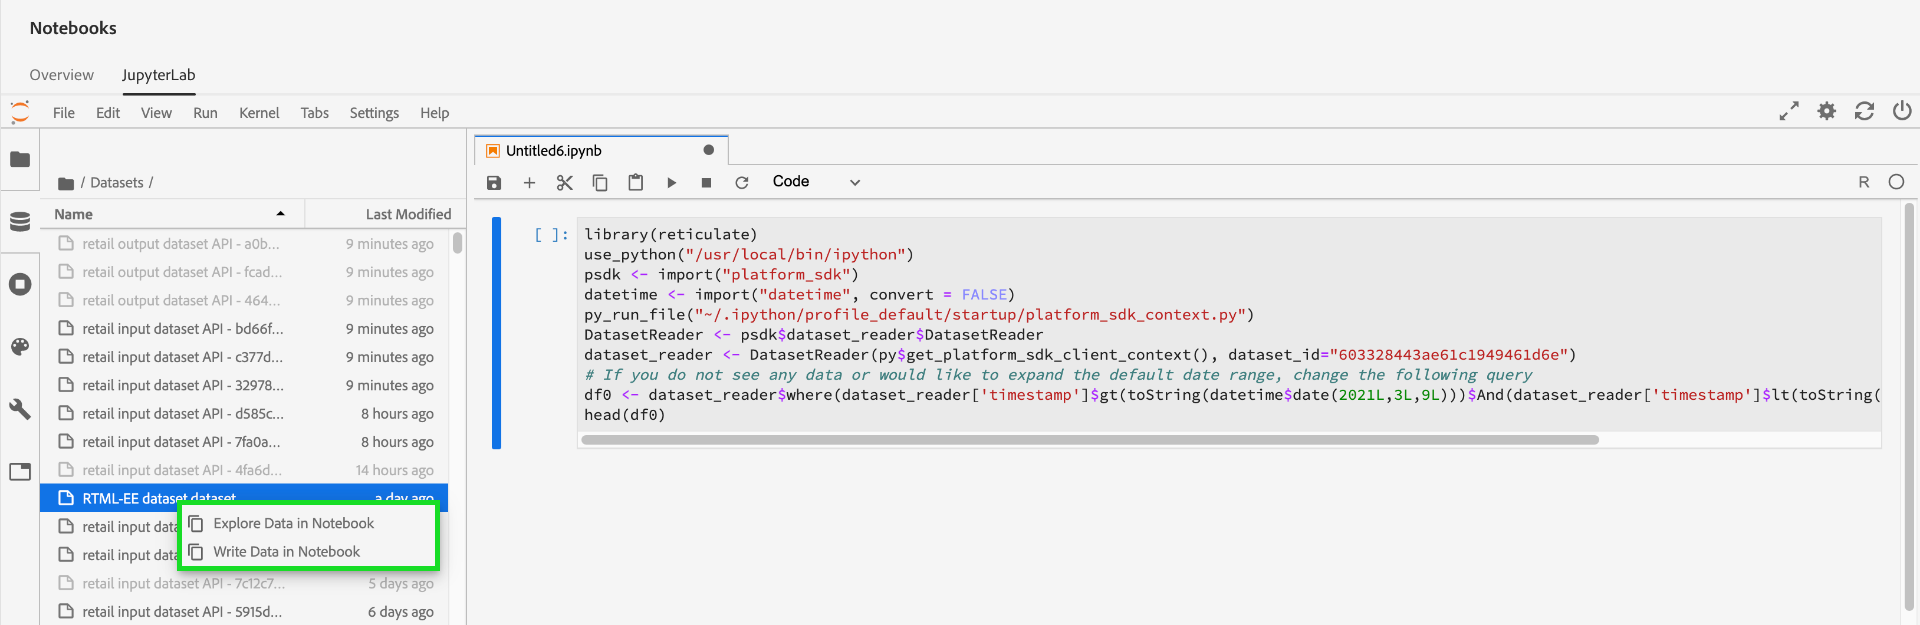 Notebooks
Overview JupyterLab
File Edit View Run Kernel Tabs Settings Help
Untitled6.ipynb
/ Datasets /
Code
R
Name Last Modified
retail output dataset API - a0b... 9 minutes ago
retail output dataset API - fcad... 9 minutes ago
retail output dataset API - 464... 9 minutes ago
retail input dataset API - bd66f... 9 minutes ago
retail input dataset API - c377d... 9 minutes ago
retail input dataset API - 32978... 9 minutes ago
retail input dataset API - d585c... 8 hours ago
retail input dataset API - 7fa0a... 8 hours ago
retail input dataset API - 4fa6d... 14 hours ago
RTML-EE dataset dataset a day ago
retail input data
retail input data
retail input dataset API - 7c12c7... 5 days ago
retail input dataset API - 5915d... 6 days ago
Explore Data in Notebook
Write Data in Notebook
[ ]:
library(reticulate)
use_python("/usr/local/bin/ipython")
psdk <- import("platform_sdk")
datetime <- import("datetime", convert = FALSE)
py_run_file("~/.ipython/profile_default/startup/platform_sdk_context.py")
DatasetReader <- psdk$dataset_reader$DatasetReader
dataset_reader <- DatasetReader(py$get_platform_sdk_client_context(), dataset_id="603328443ae61c1949461d6e")
# If you do not see any data or would like to expand the default date range, change the following query
df0 <- dataset_reader$where(dataset_reader['timestamp']$gt(toString(datetime$date(2021L,3L,9L)))$And(dataset_reader['timestamp']$lt(toString(
head(df0)